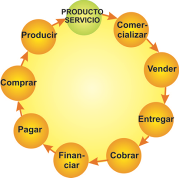 PRODUCTO
SERVICIO
Comer-
cializar
Vender
Entregar
Cobrar
Finan-
ciar
Pagar
Comprar
Producir